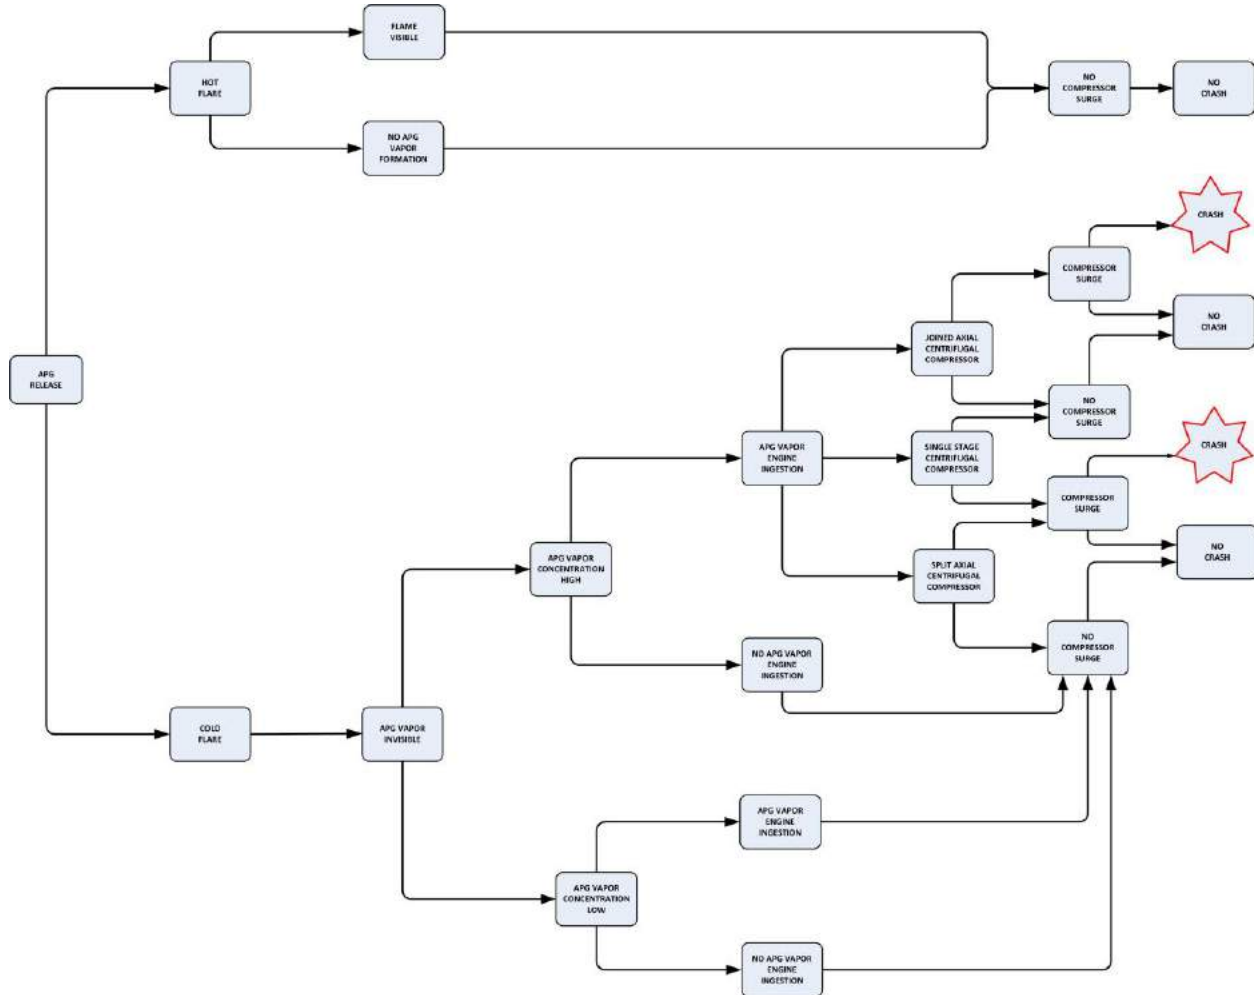 FLAME
VISIBLE
HOT
FLARE
NO APG
VAPOR
FORMATION
NO
COMPRESSOR
SURGE
NO
CRASH
CRASH
COMPRESSOR
SURGE
NO
CRASH
JOINED AXIAL
CENTRIFUGAL
COMPRESSOR
APG
RELEASE
NO
COMPRESSOR
SURGE
CRASH
APG VAPOR
ENGINE
INGESTION
SINGLE STAGE
CENTRIFUGAL
COMPRESSOR
COMPRESSOR
SURGE
NO
CRASH
APG VAPOR
CONCENTRATION
HIGH
SPLIT AXIAL
CENTRIFUGAL
COMPRESSOR
NO
COMPRESSOR
SURGE
NO APG VAPOR
ENGINE
INGESTION
COLD
FLARE
APG VAPOR
INVISIBLE
APG VAPOR
ENGINE
INGESTION
APG VAPOR
CONCENTRATION
LOW
NO APG VAPOR
ENGINE
INGESTION